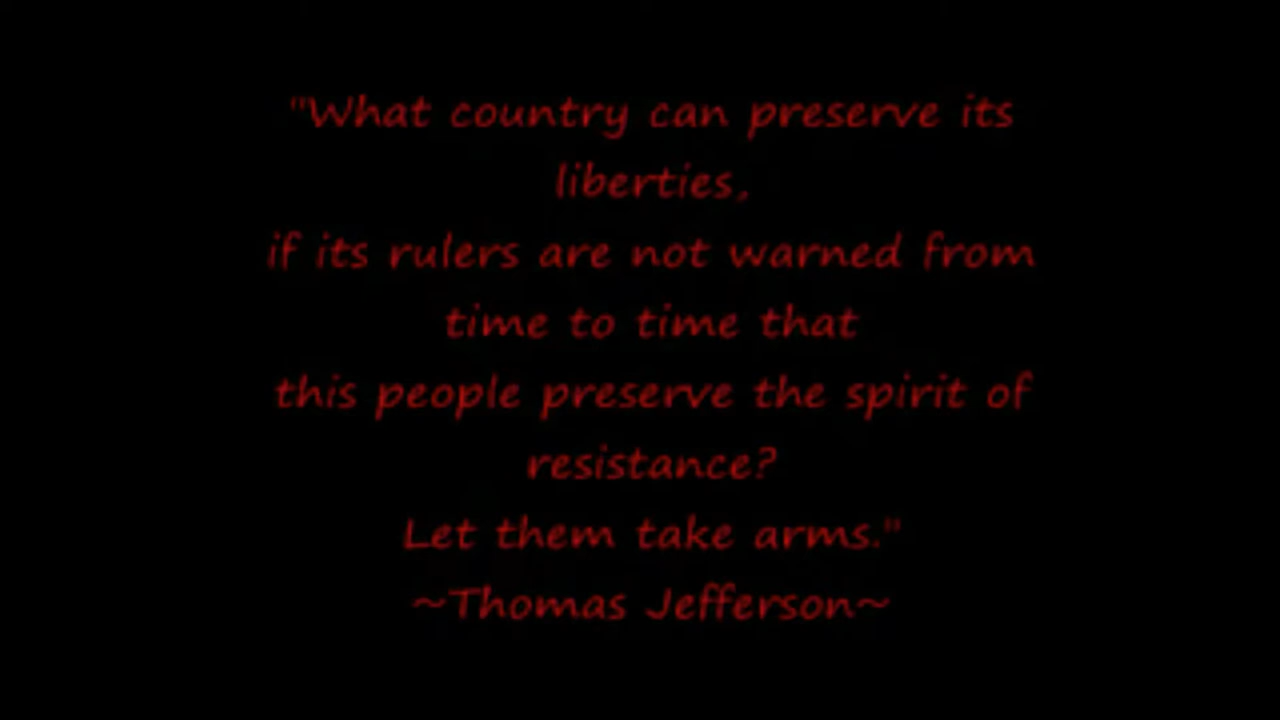 "What country can preserve its
liberties,
if its rulers are not warned from
time to time that
this people preserve the spirit of
resistance?
Let them take arms."
~Thomas Jefferson~